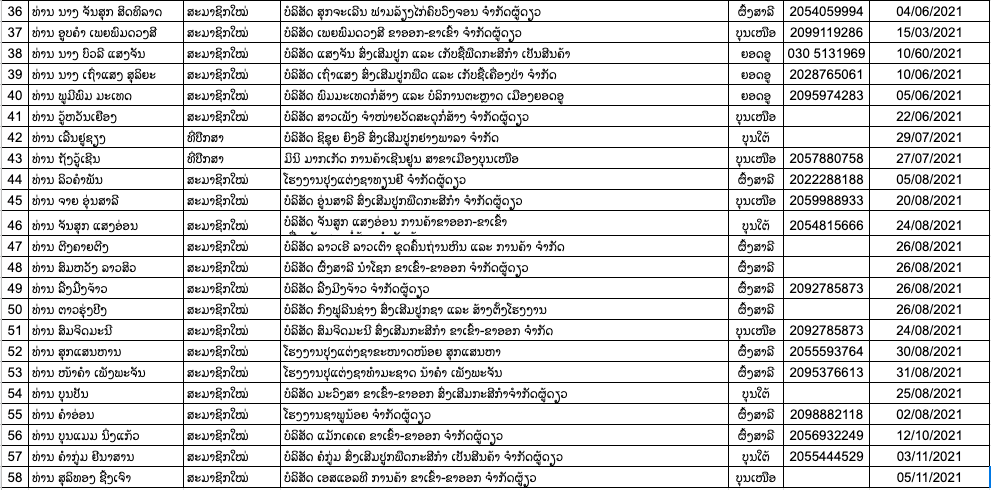 36 ທ່ານ ນາງ ຈັນສຸກ ສິດທິລາດ ສະມາຊິກໃໝ່ ບໍລິສັດ ສຸກຈະເລີນ ຟາມລ້ຽງໄກ່ຄົບວົງຈອນ ຈໍາກັດຜູ້ດຽວ ຜົ້ງສາລີ 2054059994 04/06/2021
37 ທ່ານ ອູບຄໍາ ເພຍພິມດວງສີ ສະມາຊິກໃໝ່ ບໍລິສັດ ເພຍພິມດວງສີ ຂາອອກ-ຂາເຂົ້າ ຈໍາກັດຜູ້ດຽວ ບຸນເໜືອ 2099119286 15/03/2021
38 ທ່ານ ນາງ ບົວລີ ແສງຈັນ ສະມາຊິກໃໝ່ ບໍລິສັດ ແສງຈັນ ສົ່ງເສີມປູກ ແລະ ເກັບຊື້ພືດກະສິກໍາ ເປັນສິນຄ້າ ຍອດອູ 030 5131969 10/60/2021
39 ທ່ານ ນາງ ເຖົ້າແສງ ສຸລິຍະ ສະມາຊິກໃໝ່ ບໍລິສັດ ເຖົ້າແສງ ສົ່ງເສີມປູກພືດ ແລະ ເກັບຊື້ເຄື່ອງປ່າ ຈໍາກັດ ຍອດອູ 2028765061 10/06/2021
40 ທ່ານ ພູມີພິມ ມະເທດ ສະມາຊິກໃໝ່ ບໍລິສັດ ພິມມະເທດກໍ່ສ້າງ ແລະ ບໍລິການຕະຫຼາດ ເມືອງຍອດອູ ຍອດອູ 2095974283 05/06/2021
41 ທ່ານ ວູ້ຫວັນເຍືອງ ສະມາຊິກໃໝ່ ບໍລິສັດ ສາວເຟັງ ຈໍາໜ່າຍວັດສະດຸກໍ່ສ້າງ ຈໍາກັດຜູ້ດຽວ ບຸນເໜືອ 22/06/2021
42 ທ່ານ ເລີ່ນຢູຊຽງ ທີ່ປຶກສາ ບໍລິສັດ ຊິຊຸຍ ຍິງອີ ສົ່ງເສີມປູກຢາງພາລາ ຈໍາກັດ ບຸນໃຕ້ 29/07/2021
43 ທ່ານ ຖັງວູ້ເຊີນ ທີ່ປຶກສາ ມິນິ ມາກເກັດ ການຄ້າເຊີນຢູນ ສາຂາເມືອງບຸນເໜືອ ບຸນເໜືອ 2057880758 27/07/2021
44 ທ່ານ ລິວຄໍາພັນ ສະມາຊິກໃໝ່ ໂຮງງານປຸງແຕ່ງຊາທຽນຢີ ຈໍາກັດຜູ້ດຽວ ຜົ້ງສາລີ 2022288188 05/08/2021
45 ທ່ານ ຈາຍ ອຸ່ນສາລີ ສະມາຊິກໃໝ່ ບໍລິສັດ ອູ່ນສາລີ ສົ່ງເສີມປູກພືດກະສິກໍາ ຈໍາກັດຜູ້ດຽວ ບຸນເໜືອ 2059988933 20/08/2021
46 ທ່ານ ຈັນສຸກ ແສງອ່ອນ ສະມາຊິກໃໝ່ ບໍລິສັດ ຈັນສຸກ ແສງອ່ອນ ການຄ້າຂາອອກ-ຂາເຂົ້າ ບຸນໃຕ້ 2054815666 24/08/2021
47 ທ່ານ ຕີງຄາຍຕີງ ສະມາຊິກໃໝ່ ບໍລິສັດ ລາວເອີ ລາວເຕົາ ຂຸດຄົ້ນຖ່ານຫີນ ແລະ ການຄ້າ ຈໍາກັດ ຜົ້ງສາລີ 26/08/2021
48 ທ່ານ ສົມຫວັງ ລາວສິວ ສະມາຊິກໃໝ່ ບໍລິສັດ ຜົ້ງສາລີ ນໍາໂຊກ ຂາເຂົ້າ-ຂາອອກ ຈໍາກັດຜູ້ດຽວ ຜົ້ງສາລີ 26/08/2021
49 ທ່ານ ລົ້ງມົ້ງຈ້າວ ສະມາຊິກໃໝ່ ບໍລິສັດ ລົ້ງມົງຈ້າວ ຈໍາກັດຜູ້ດຽວ ຜົ້ງສາລີ 2092785873 26/08/2021
50 ທ່ານ ຕາວຮຸ່ງປິງ ສະມາຊິກໃໝ່ ບໍລິສັດ ກົງຟູລິນຊ່າງ ສົ່ງເສີມປູກຊາ ແລະ ສ້າງຕັ້ງໂຮງງານ ຜົ້ງສາລີ 26/08/2021
51 ທ່ານ ສົມຈິດມະນີ ສະມາຊິກໃໝ່ ບໍລິສັດ ສົມຈິດມະນີ ສົ່ງເສີມກະສິກໍາ ຂາເຂົ້າ-ຂາອອກ ຈໍາກັດ ບຸນເໜືອ 2092785873 24/08/2021
52 ທ່ານ ສຸກແສນຫານ ສະມາຊິກໃໝ່ ໂຮງງານປຸງແຕ່ງຊາຂະໜາດໜ້ອຍ ສຸກແສນຫາ ຜົ້ງສາລີ 2055593764 30/08/2021
53 ທ່ານ ໜ້າຄໍາ ເພັງພະຈັນ ສະມາຊິກໃໝ່ ໂຮງງານປຸແຕ່ງຊາທໍາມະຊາດ ນ້າຄໍາ ເພັງພະຈັນ ຜົ້ງສາລີ 2095376613 31/08/2021
54 ທ່ານ ບຸນປັ໋ນ ສະມາຊິກໃໝ່ ບໍລິສັດ ມະວົງສາ ຂາເຂົ້າ-ຂາອອກ ສົ່ງເສີມກະສິກໍາຈໍາກັດຜູ້ດຽວ ບຸນໃຕ້ 25/08/2021
55 ທ່ານ ຄໍາອ່ອນ ສະມາຊິກໃໝ່ ໂຮງງານຊາພູນ້ອຍ ຈໍາກັດຜູ້ດຽວ ຜົ້ງສາລີ 2098882118 02/08/2021
56 ທ່ານ ບຸນແມມ ນົ່ງແກ້ວ ສະມາຊິກໃໝ່ ບໍລິສັດ ແມັກເຄເຄ ຂາເຂົ້າ-ຂາອອກ ຈໍາກັດຜູ້ດຽວ ຜົ້ງສາລີ 2056932249 12/10/2021
57 ທ່ານ ຄໍາກຸ່ມ ຢີນາສານ ສະມາຊິກໃໝ່ ບໍລິສັດ ຄໍກຸ່ມ ສົ່ງເສີມປູກພືດກະສິກໍາ ເປັນສິນຄ້າ ຈໍາກັດຜູ້ດຽວ ບຸນໃຕ້ 2055444529 03/11/2021
58 ທ່ານ ສຸລິທອງ ຊົ່ງເຈົາ ສະມາຊິກໃໝ່ ບໍລິສັດ ເອສແອລທີ ການຄ້າ ຂາເຂົ້າ-ຂາອອກ ຈໍາກັດຜູ້ດຽວ ບຸນເໜືອ 05/11/2021